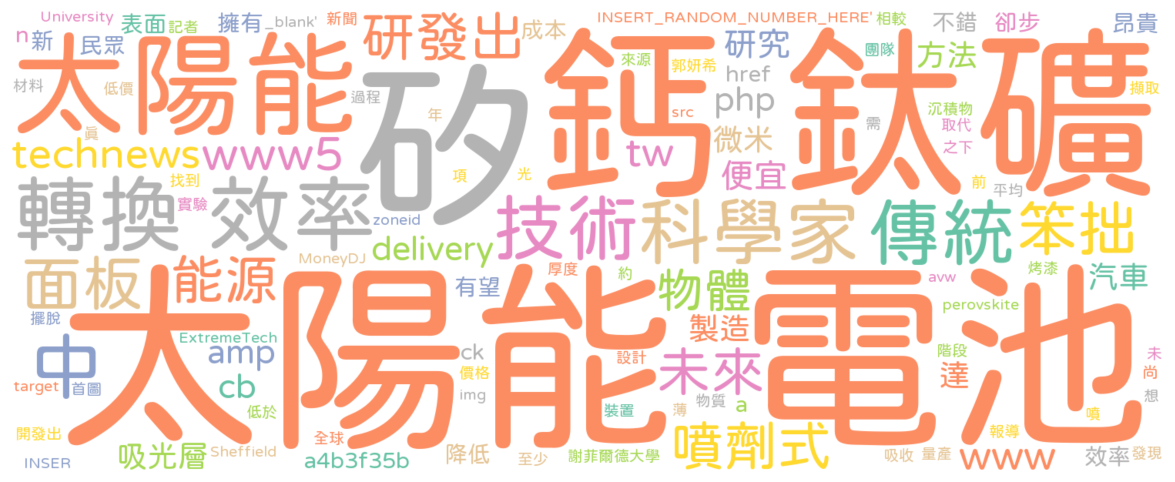 University 表面 記者 擁有 _blank' 新聞 研發出 成本 INSERT_RANDOM_NUMBER_HERE' 相較 不錯 卻步 昂貴
n 新 民眾 太陽能 來源 郭妍希 研究 團隊 方法
材料 低價 過程 矽 鈣 href 鈦 礦 擷取
眞 年 src php 沉積物
technews www5 tw 微米 需 取代
找到 項 光 便宜 之下
轉換 效率 實驗 zoneid 技術 科學家 前 平均 傳統 笨拙
面板 能源 MoneyDJ delivery 有望 厚度 約 物體 avw 烤漆 汽車
擺脫 太陽能 電池 製造 perovskite
中 ExtremeTech amp ck 設計 未來 階段 未
target 首圖 cb 價格 img 物質 達 尚
低於 裝置 薄 a 想
開發出 全球 噴劑式 報導 噴
INSER 吸光層 Sheffield a4b3f35b 降低 至少 謝菲爾德大學 吸收 量產 www 效率 發現